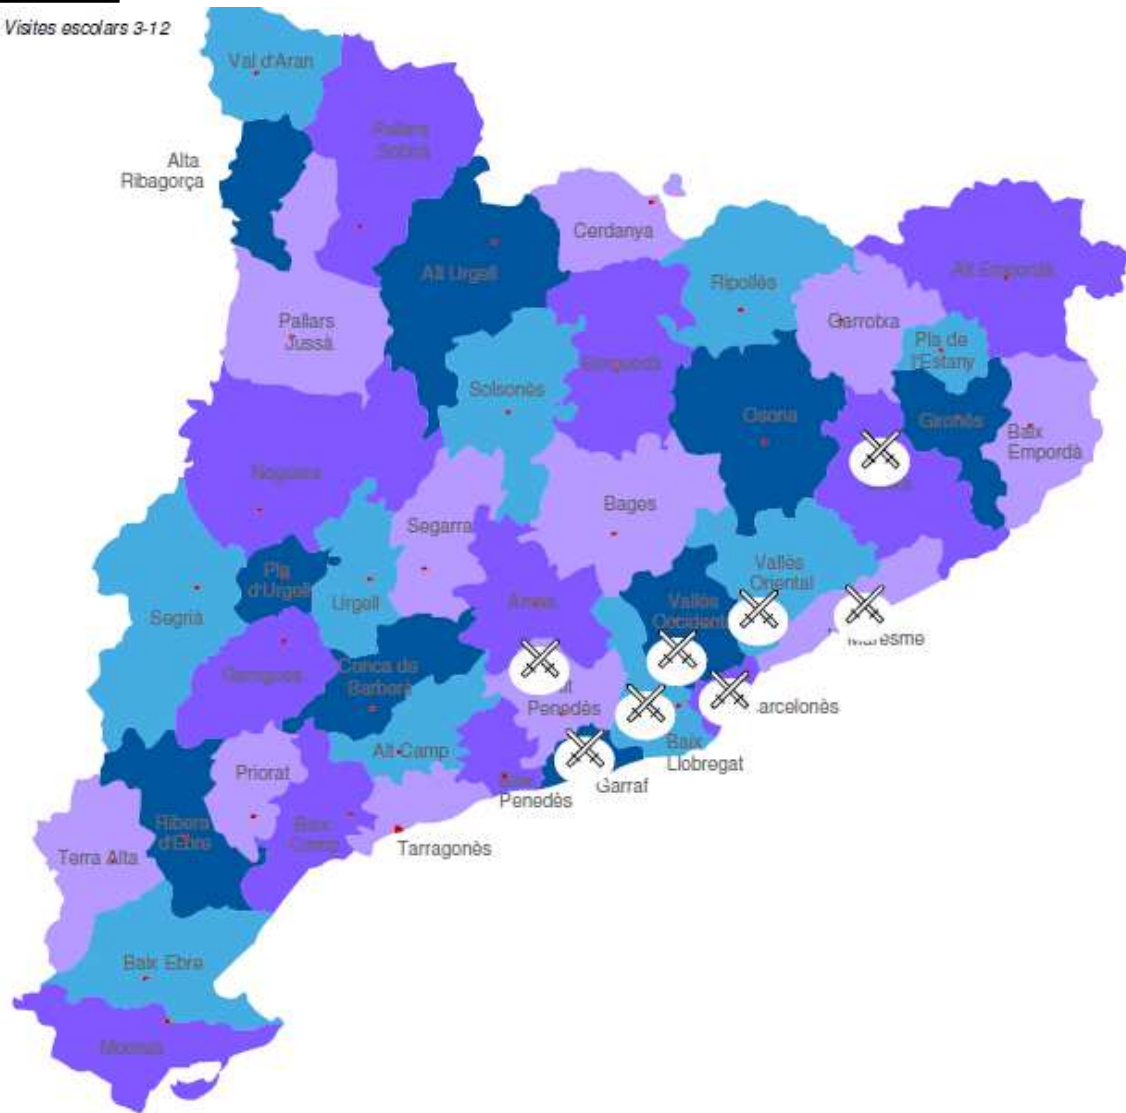 Visites escolars 3-12
Val d'Aran
Pallars
Sobirà
Alta
Ribagorça
Cerdanya
Alt Urgell
Alt Empordà
Ripollès
Pallars
Jussà
Garrotxa
Pla de
l'Estany
Berguedà
Solsonès
Osona
Gironès
Baix
Empordà
Noguera
Bages
Segarra
Vallès
Oriental
Pla
d'Urgell
Urgell
Segrià
Anoia
Vallès
Occidental
Maresme
Garrigues
Conca de
Barberà
Penedès
arcelonès
Alt Camp
Baix
Llobregat
Priorat
Baix
Penedès
Garraf
Ribera
d'Ebre
Baix
Camp
Tarragonès
Terra Alta
Baix Ebre
Montsià